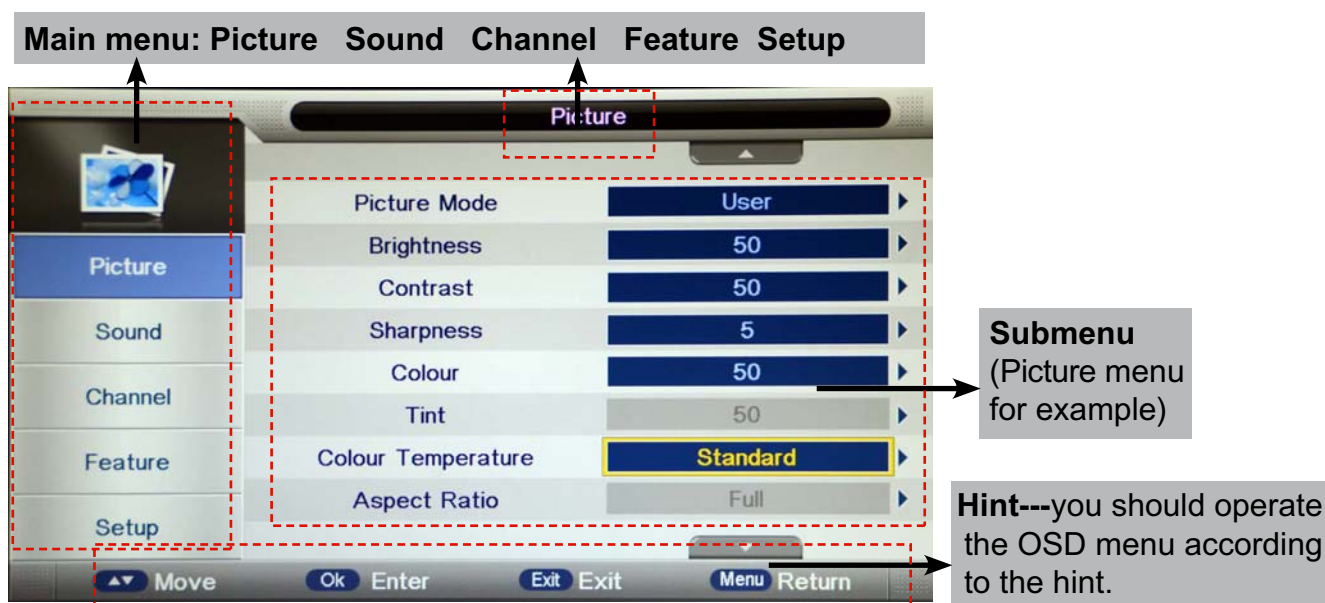 Main menu: Picture Sound Channel Feature Setup
Picture
Picture Mode User
Brightness 50
Contrast 50
Sharpness 5
Colour 50
Tint 50
Colour Temperature Standard
Aspect Ratio Full
Picture
Sound
Channel
Feature
Setup
Move Ok Enter Exit Exit Menu Return
Submenu
(Picture menu
for example)
Hint---you should operate
the OSD menu according
to the hint.